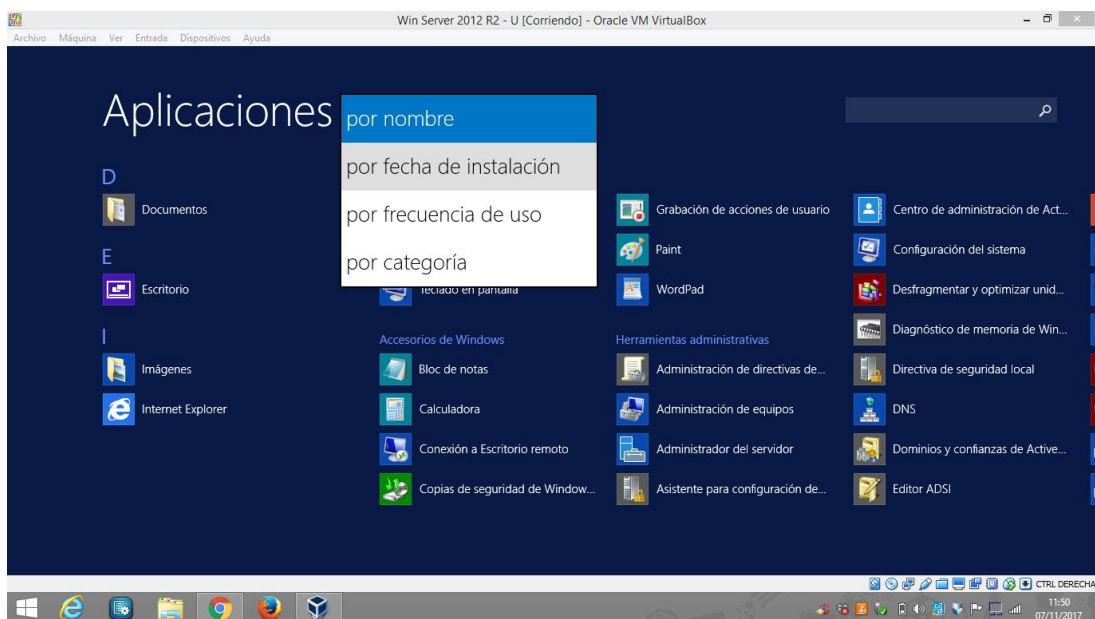 Win Server 2012 R2 - U [Corriendo] - Oracle VM VirtualBox
Archivo Máquina Ver Entrada Dispositivos Ayuda
Aplicaciones
por nombre
por fecha de instalación
por frecuencia de uso
por categoría
D
Documentos
E
Escritorio
I
Imágenes
Internet Explorer
Teclado en pantalla
Accesorios de Windows
Bloc de notas
Calculadora
Conexión a Escritorio remoto
Copias de seguridad de Window...
Grabación de acciones de usuario
Paint
WordPad
Herramientas administrativas
Administración de directivas de...
Administración de equipos
Administrador del servidor
Asistente para configuración de...
Centro de administración de Act...
Configuración del sistema
Desfragmentar y optimizar unid...
Diagnóstico de memoria de Win...
Directiva de seguridad local
DNS
Dominios y confianzas de Active...
Editor ADSI
CTRL DERECHA
11:50
07/11/2017